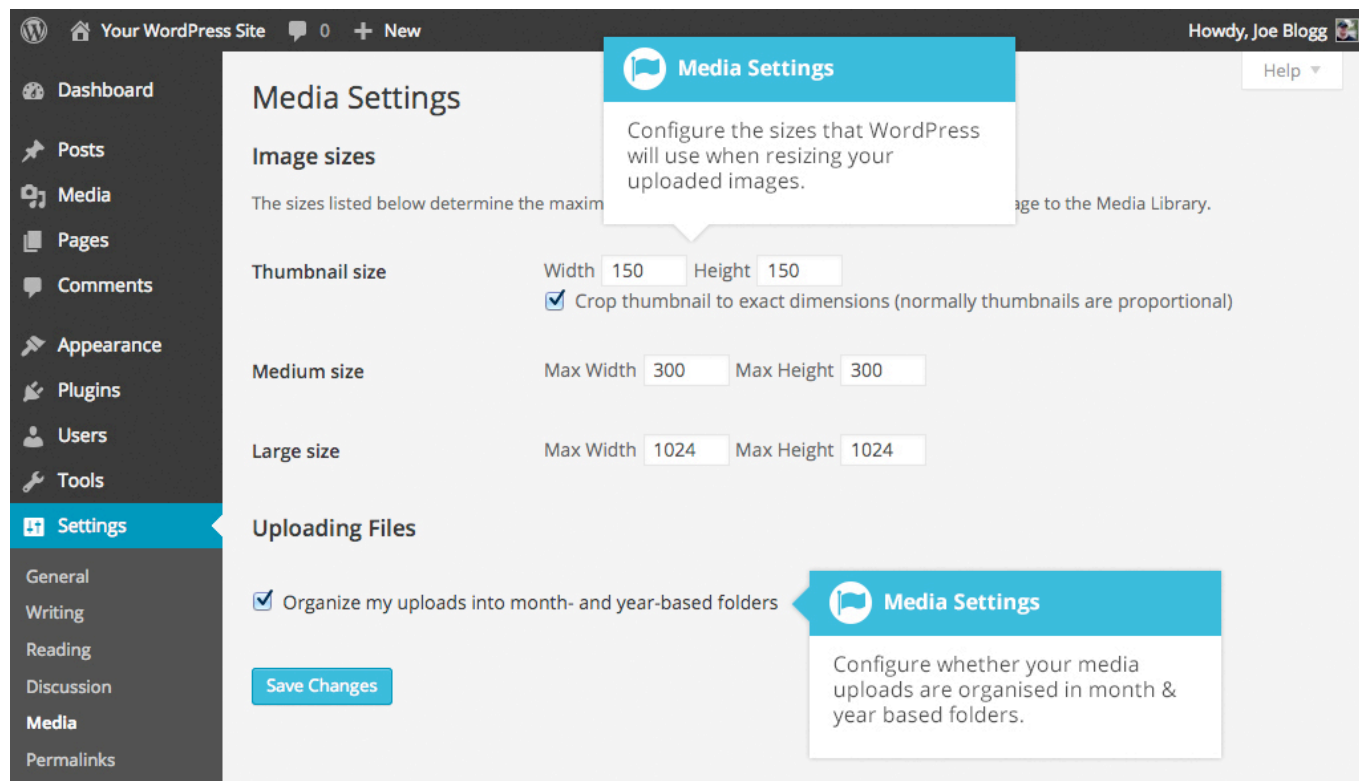 Your WordPress Site 0 + New Howdy, Joe Blogg
Help
Dashboard
Posts
Media
Pages
Comments
Appearance
Plugins
Users
Tools
Settings
General
Writing
Reading
Discussion
Media
Permalinks
Media Settings
Media Settings
Configure the sizes that WordPress
will use when resizing your
uploaded images.
Image sizes
The sizes listed below determine the age to the Media Library.
Thumbnail size Width 150 Height 150
Crop thumbnail to exact dimensions (normally thumbnails are proportional)
Medium size Max Width 300 Max Height 300
Large size Max Width 1024 Max Height 1024
Uploading Files
Organize my uploads into month- and year-based folders
Media Settings
Configure whether your media
uploads are organised in month &
year based folders.
Save Changes